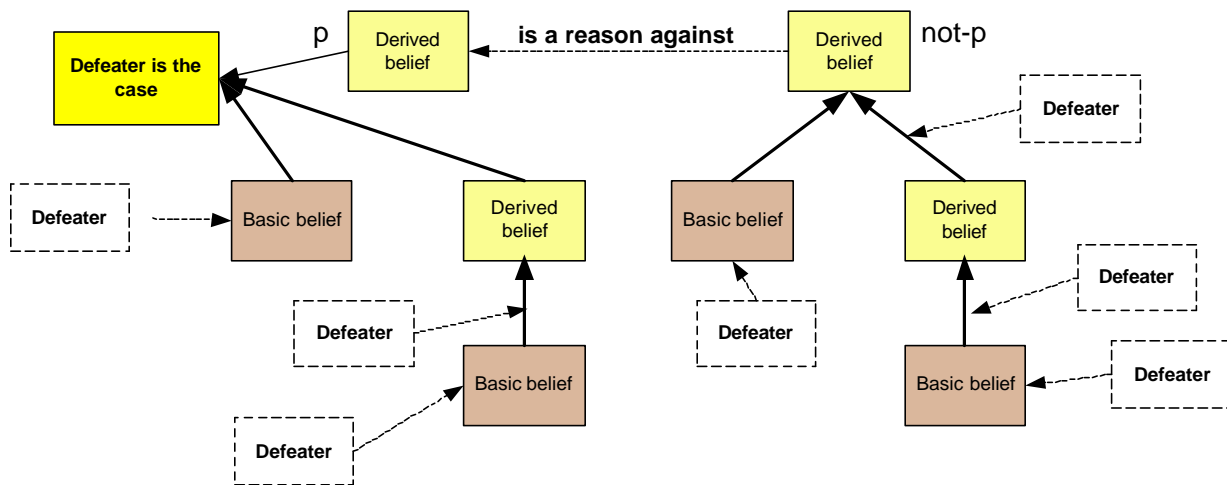 p
Derived
belief
is a reason against
Derived
belief
not-p
Defeater is the
case
Defeater
Defeater
Basic belief
Derived
belief
Basic belief
Derived
belief
Defeater
Defeater
Defeater
Basic belief
Basic belief
Defeater
Defeater